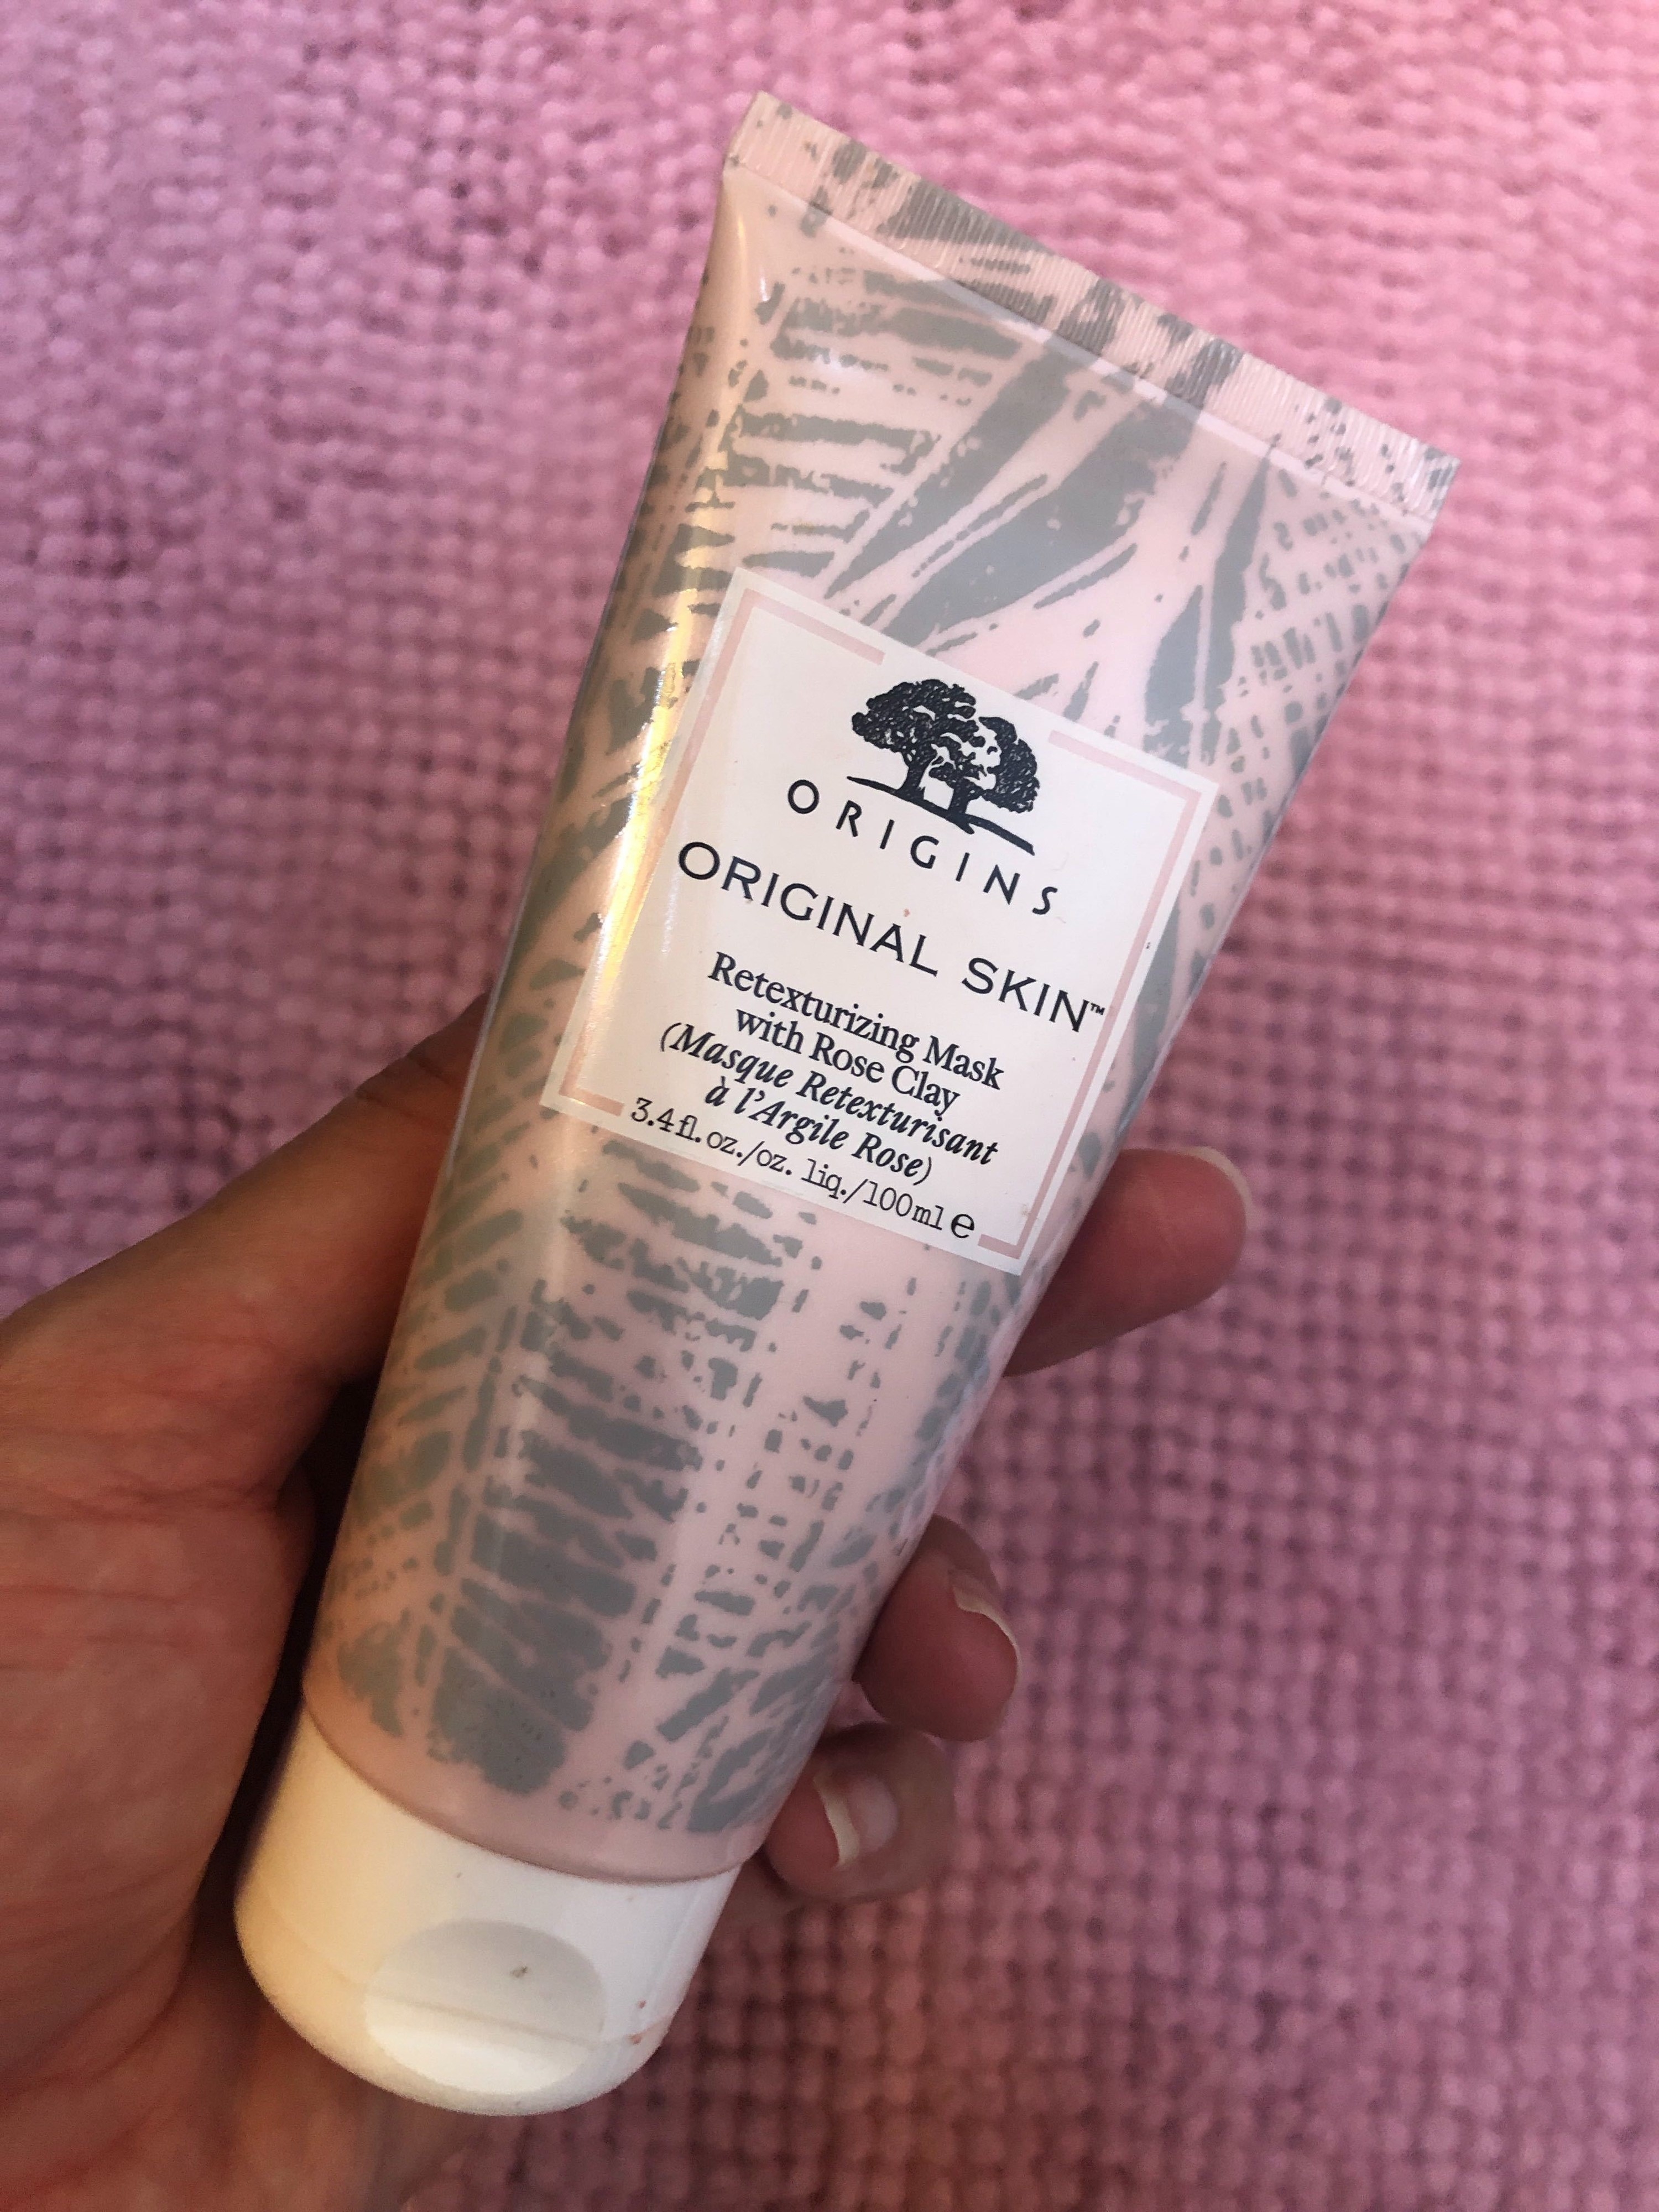 ORIGINS
ORIGINAL SKIN™
Retexturizing Mask
with Rose Clay
(Masque Retexturisant
à l'Argile Rose)
3.4 fl. oz./oz. liq./100ml ℮